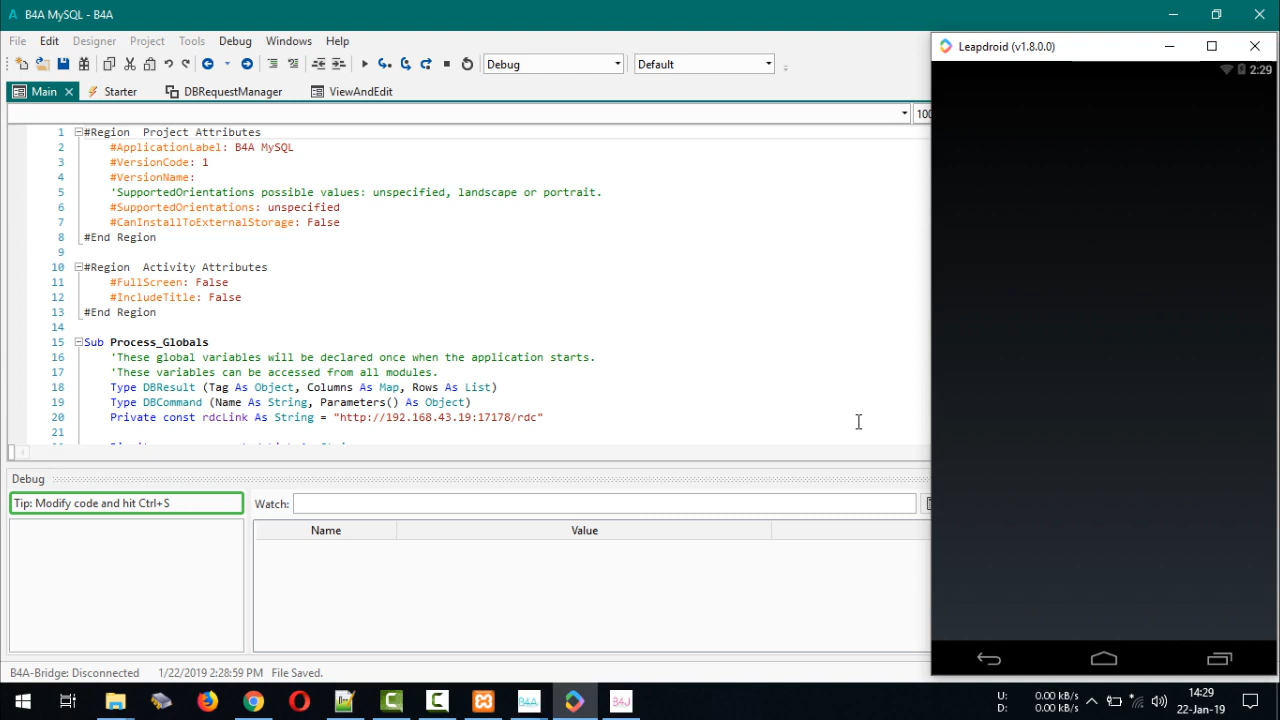 B4A MySQL - B4A
File Edit Designer Project Tools Debug Windows Help
Debug Default
Main Starter DBRequestManager ViewAndEdit
100
1 #Region Project Attributes
2 #ApplicationLabel: B4A MySQL
3 #VersionCode: 1
4 #VersionName:
5 'SupportedOrientations possible values: unspecified, landscape or portrait.
6 #SupportedOrientations: unspecified
7 #CanInstallToExternalStorage: False
8 #End Region
9
10 #Region Activity Attributes
11 #FullScreen: False
12 #IncludeTitle: False
13 #End Region
14
15 Sub Process_Globals
16 'These global variables will be declared once when the application starts.
17 'These variables can be accessed from all modules.
18 Type DBResult (Tag As Object, Columns As Map, Rows As List)
19 Type DBCommand (Name As String, Parameters() As Object)
20 Private const rdcLink As String = "http://192.168.43.19:17178/rdc"
21
Debug
Tip: Modify code and hit Ctrl+S
Watch:
Name Value
B4A-Bridge: Disconnected 1/22/2019 2:28:59 PM File Saved.
Leapdroid (v1.8.0.0)
2:29
B4A B4J
U: 0.00 kB/s
D: 0.00 kB/s
14:29
22-Jan-19